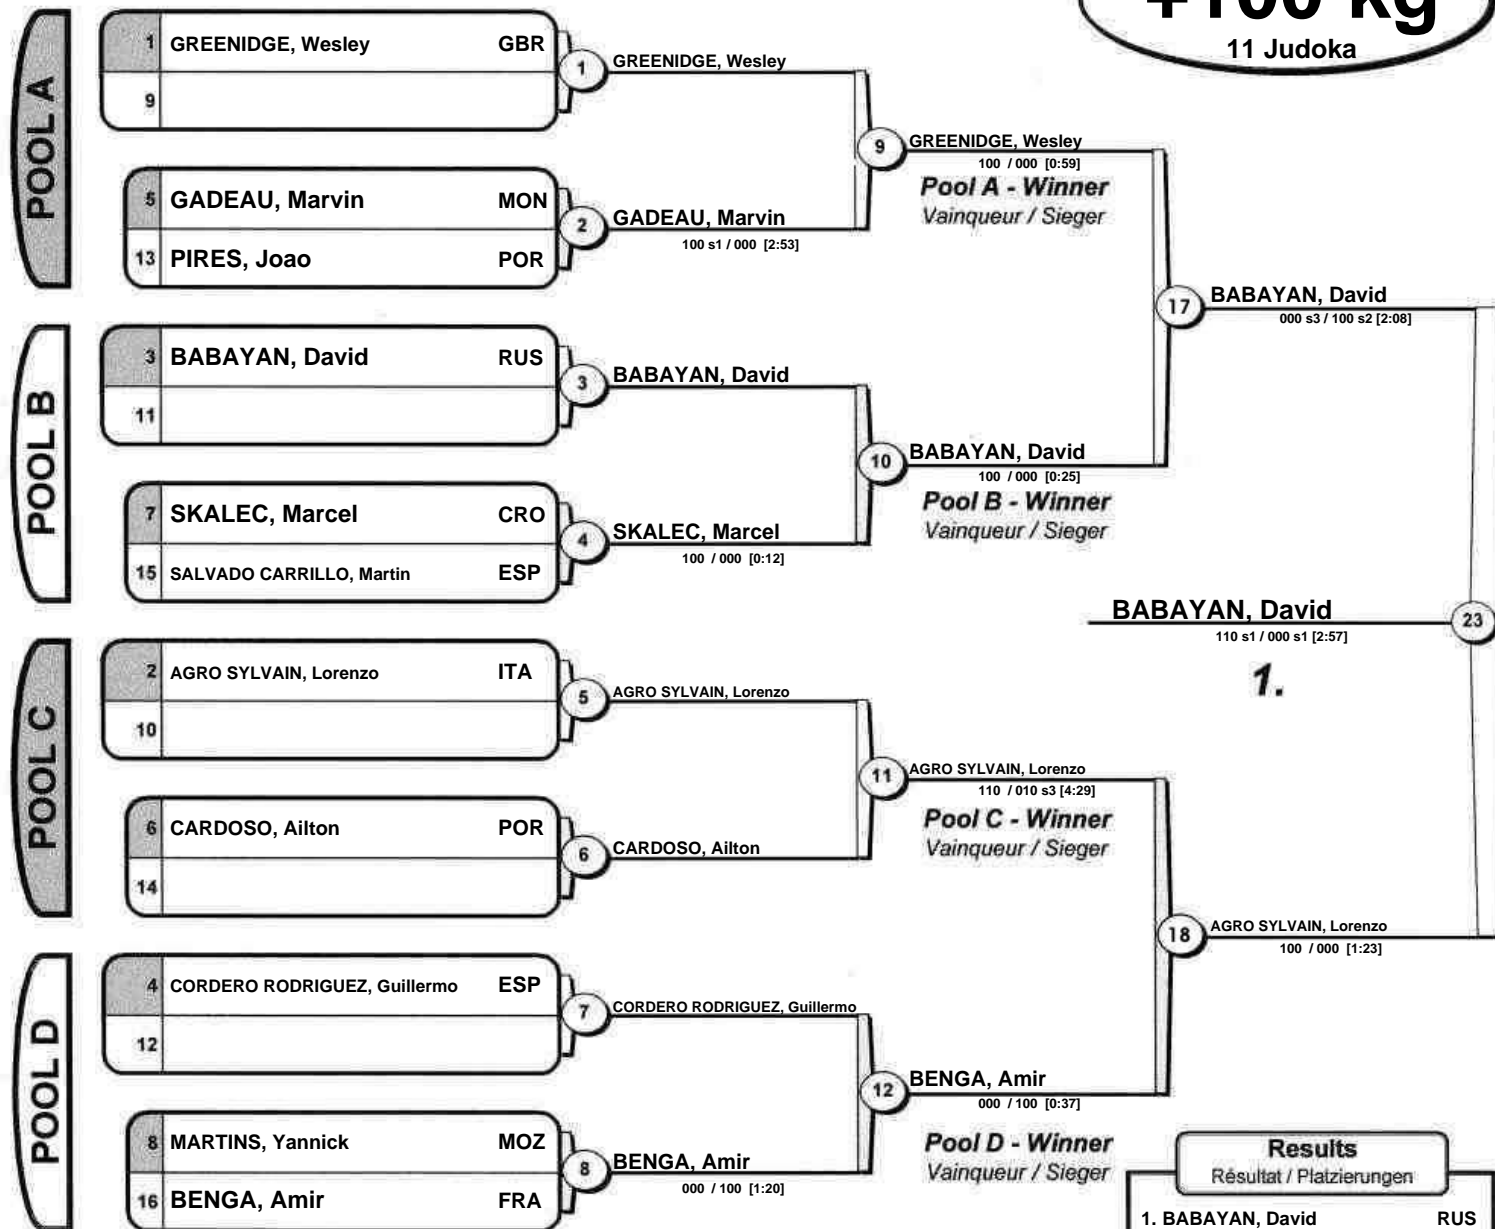 +100 kg
11 Judoka
POOL A
1 GREENIDGE, Wesley GBR
9
5 GADEAU, Marvin MON
13 PIRES, Joao POR
1 GREENIDGE, Wesley
2 GADEAU, Marvin
100 s1 / 000 [2:53]
9 GREENIDGE, Wesley
100 / 000 [0:59]
Pool A - Winner
Vainqueur / Sieger
POOL B
3 BABAYAN, David RUS
11
7 SKALEC, Marcel CRO
15 SALVADO CARRILLO, Martin ESP
3 BABAYAN, David
4 SKALEC, Marcel
100 / 000 [0:12]
10 BABAYAN, David
100 / 000 [0:25]
Pool B - Winner
Vainqueur / Sieger
17 BABAYAN, David
000 s3 / 100 s2 [2:08]
BABAYAN, David 23
110 s1 / 000 s1 [2:57]
1.
POOL C
2 AGRO SYLVAIN, Lorenzo ITA
10
6 CARDOSO, Ailton POR
14
5 AGRO SYLVAIN, Lorenzo
6 CARDOSO, Ailton
11 AGRO SYLVAIN, Lorenzo
110 / 010 s3 [4:29]
Pool C - Winner
Vainqueur / Sieger
18 AGRO SYLVAIN, Lorenzo
100 / 000 [1:23]
POOL D
4 CORDERO RODRIGUEZ, Guillermo ESP
12
8 MARTINS, Yannick MOZ
16 BENGA, Amir FRA
7 CORDERO RODRIGUEZ, Guillermo
8 BENGA, Amir
000 / 100 [1:20]
12 BENGA, Amir
000 / 100 [0:37]
Pool D - Winner
Vainqueur / Sieger
Results
Résultat / Platzierungen
1. BABAYAN, David RUS